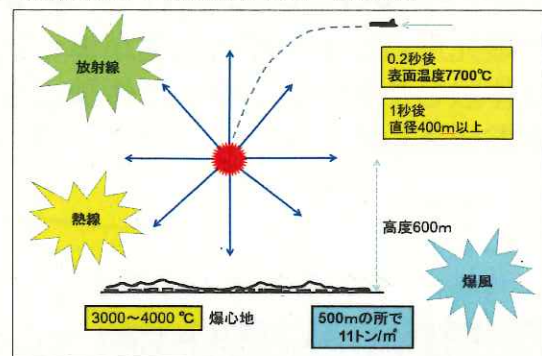 放射線
0.2秒後
表面温度7700℃
1秒後
直径400m以上
熱線
高度600m
爆風
3000～4000 ℃
爆心地
500mの所で
11トン/㎡